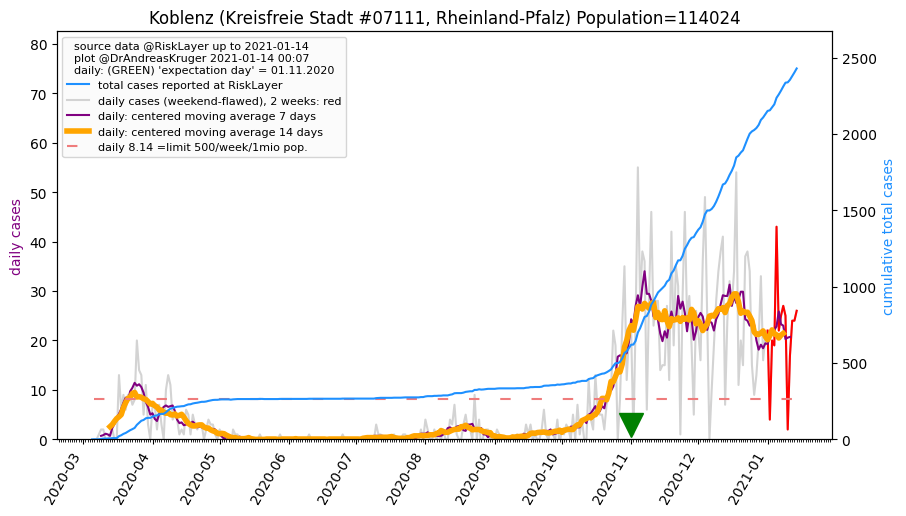 Koblenz (Kreisfreie Stadt #07111, Rheinland-Pfalz) Population=114024
source data @RiskLayer up to 2021-01-14
plot @DrAndreasKruger 2021-01-14 00:07
daily: (GREEN) 'expectation day' = 01.11.2020
total cases reported at RiskLayer
daily cases (weekend-flawed), 2 weeks: red
daily: centered moving average 7 days
daily: centered moving average 14 days
daily 8.14 =limit 500/week/1mio pop.
daily cases
80
70
60
50
40
30
20
10
0
cumulative total cases
2500
2000
1500
1000
500
0
2020-03
2020-04
2020-05
2020-06
2020-07
2020-08
2020-09
2020-10
2020-11
2020-12
2021-01